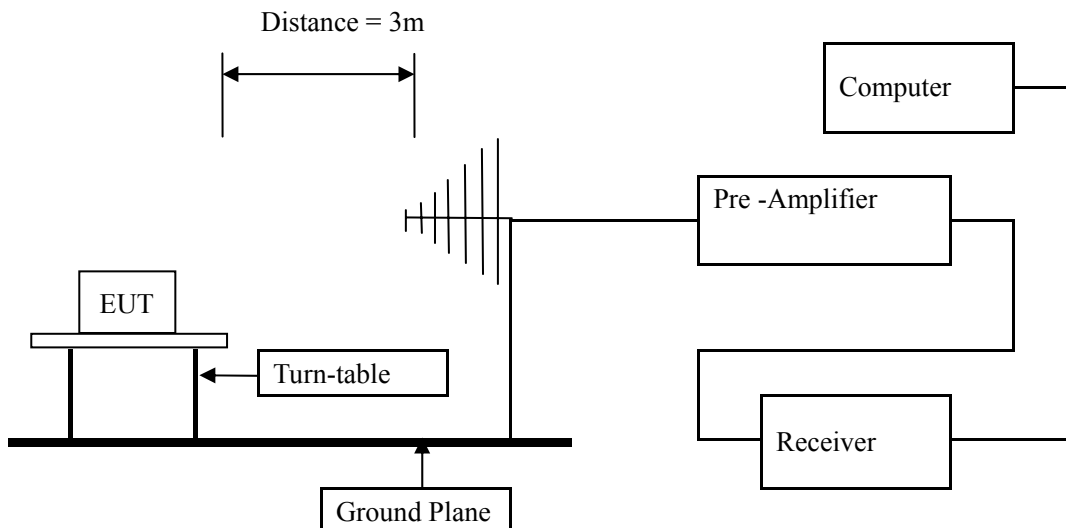 Distance = 3m
Computer
Pre -Amplifier
EUT
Turn-table
Receiver
Ground Plane